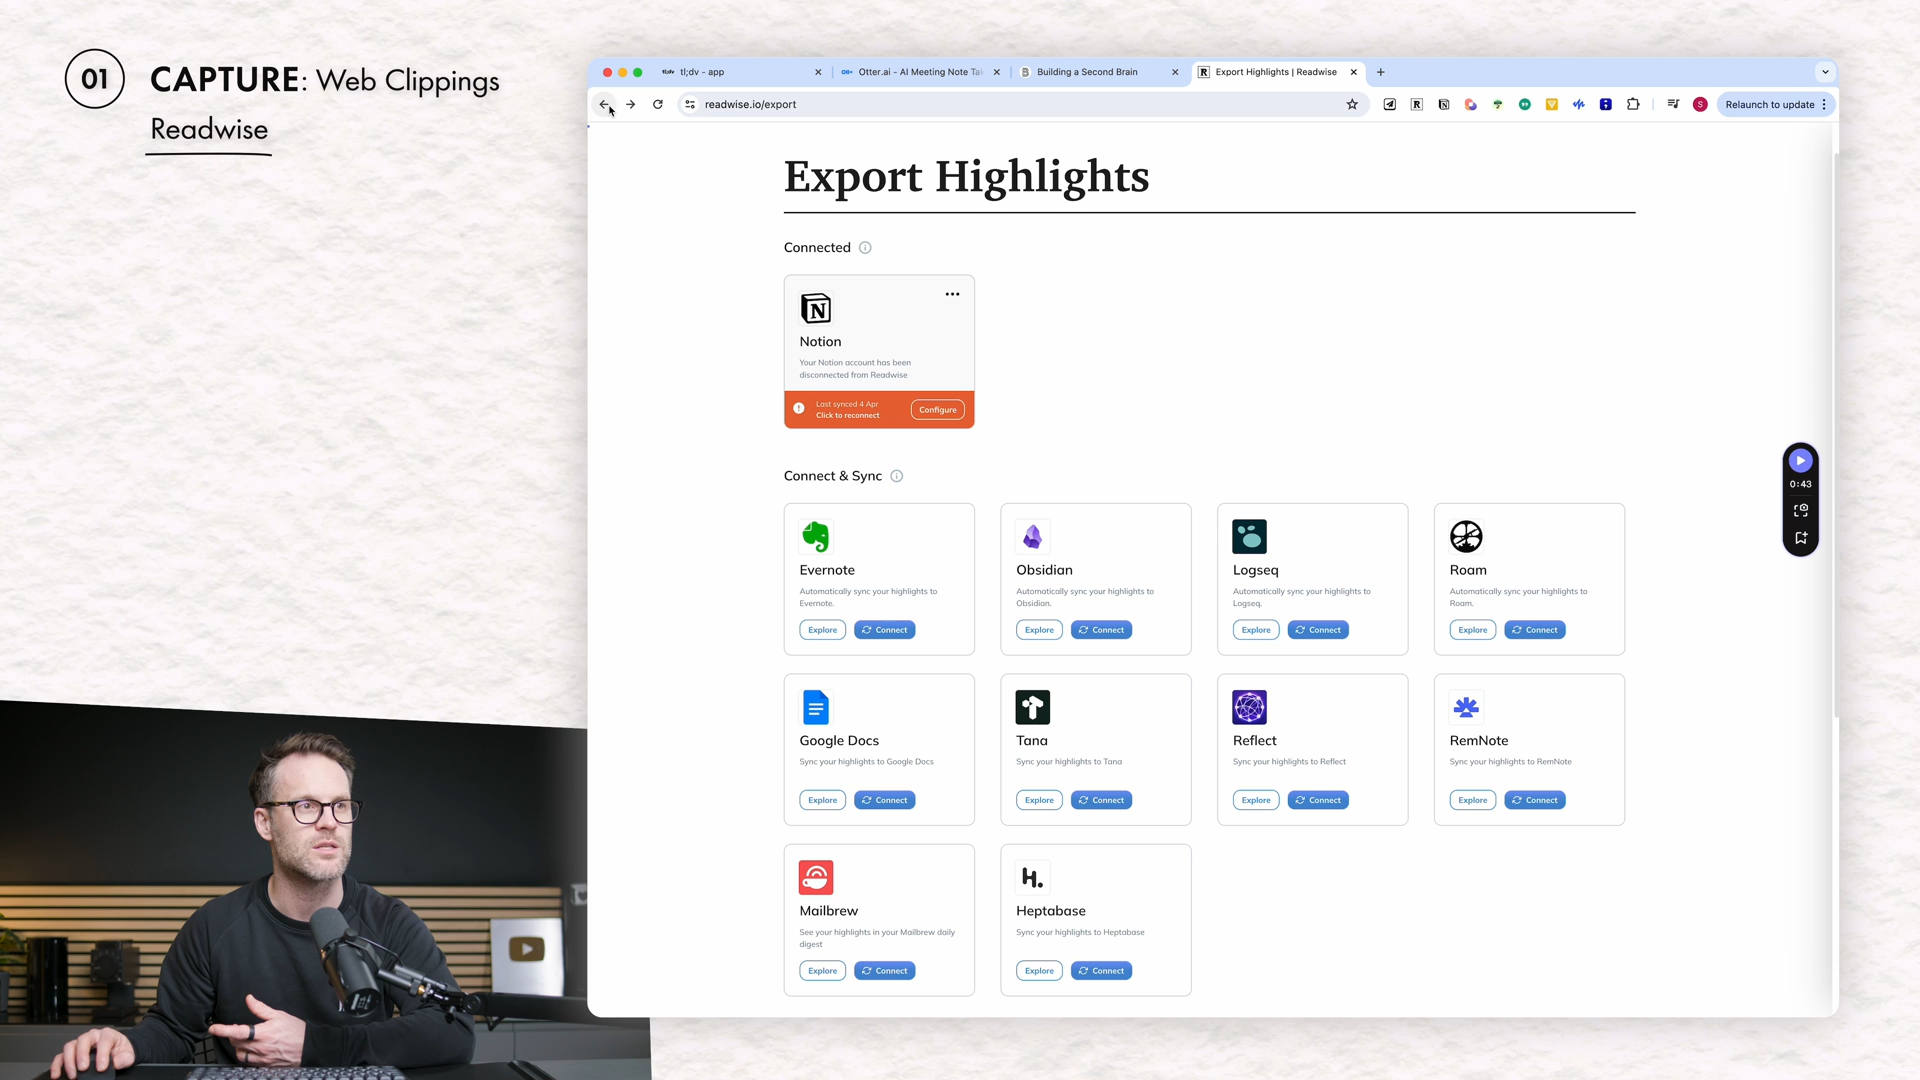 01
CAPTURE: Web Clippings
Readwise
tl;dv
tl;dv - app
Otter.ai - AI Meeting Note Ta
Building a Second Brain
R
Export Highlights | Readwise
readwise.io/export
R
S
Relaunch to update
Export Highlights
Connected
N
Notion
Your Notion account has been
disconnected from Readwise
Last synced 4 Apr
Click to reconnect
Configure
0:43
Connect & Sync
Evernote
Automatically sync your highlights to
Evernote.
Explore
Connect
Obsidian
Automatically sync your highlights to
Obsidian.
Explore
Connect
Logseq
Automatically sync your highlights to
Logseq.
Explore
Connect
Roam
Automatically sync your highlights to
Roam.
Explore
Connect
Google Docs
Sync your highlights to Google Docs
Explore
Connect
Tana
Sync your highlights to Tana
Explore
Connect
Reflect
Sync your highlights to Reflect
Explore
Connect
RemNote
Sync your highlights to RemNote
Explore
Connect
Mailbrew
See your highlights in your Mailbrew daily
digest
Explore
Connect
H.
Heptabase
Sync your highlights to Heptabase
Explore
Connect